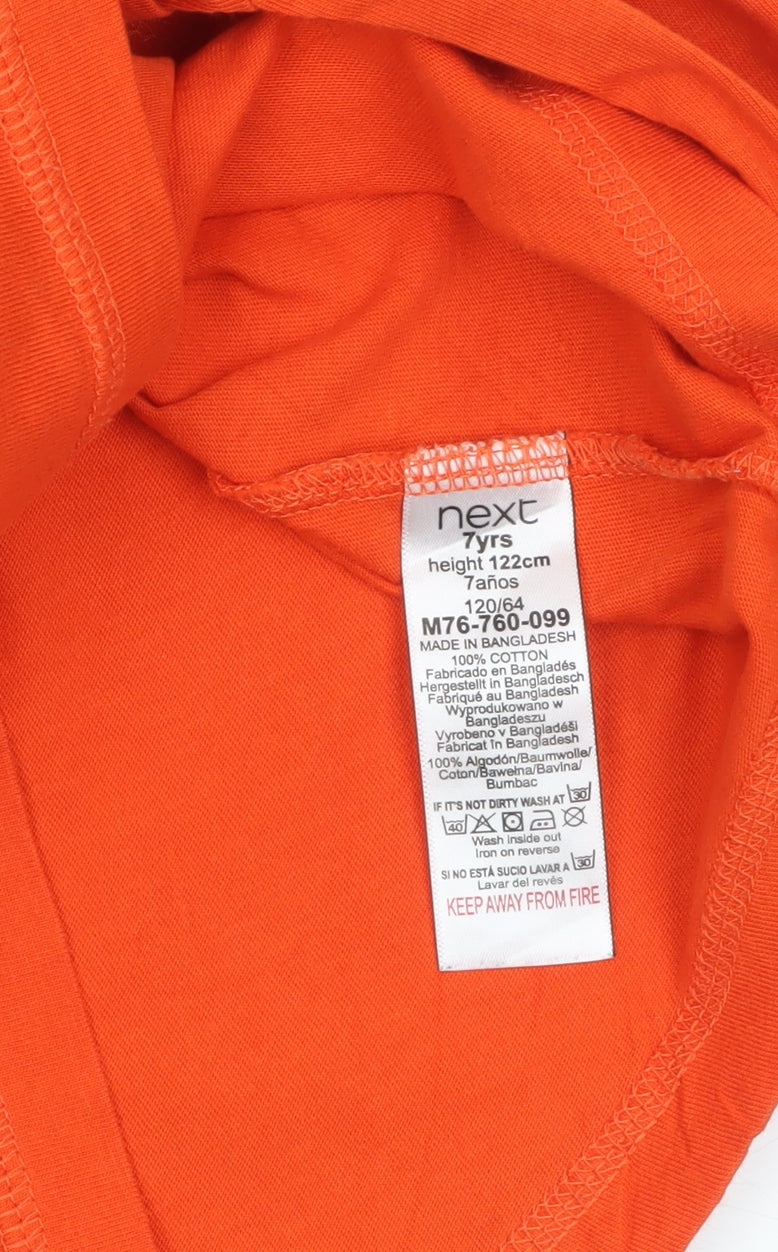 next
7yrs
height 122cm
7años
120/64
M76-760-099
MADE IN BANGLADESH
100% COTTON
Fabricado en Bangladés
Hergestellt in Bangladesch
Fabriqué au Bangladesh
Wyprodukowano w
Bangladeszu
Vyrobeno v Bangladéši
Fabricat în Bangladesh
100% Algodón/Baumwolle/
Coton/Bawełna/Bavlna/
Bumbac
IF IT'S NOT DIRTY WASH AT 30
40
Wash inside out
Iron on reverse
SI NO ESTÁ SUCIO LAVAR A 30
Lavar del revés
KEEP AWAY FROM FIRE